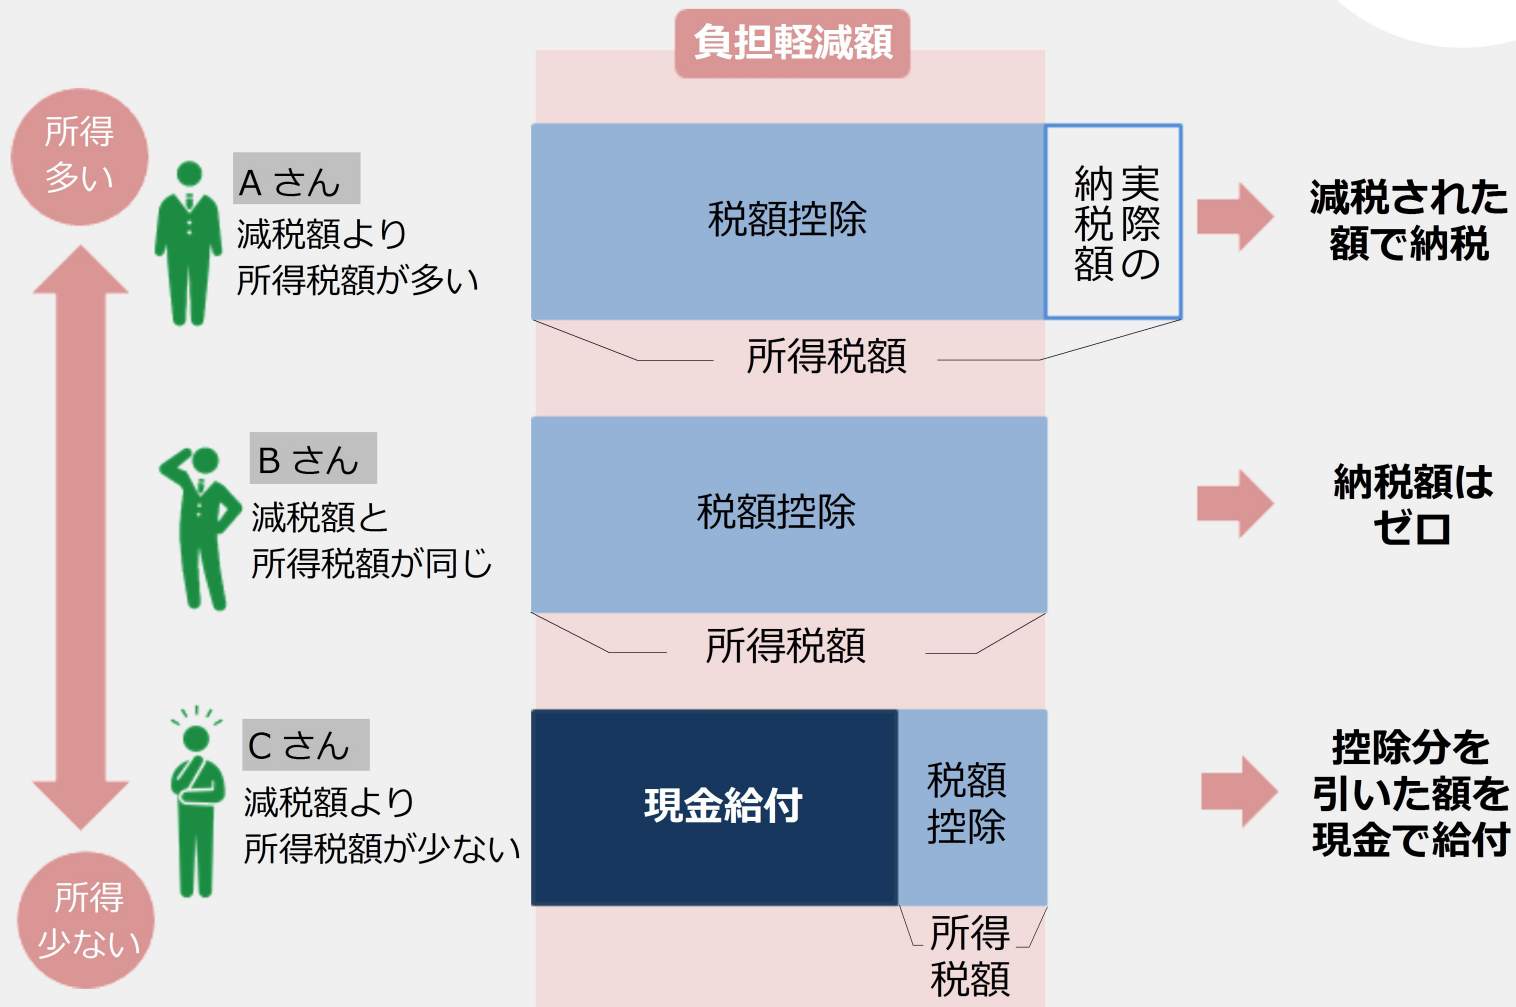 負担軽減額
所得
多い
A さん
減税額より
所得税額が多い
税額控除
実際の
納税額
減税された
額で納税
所得税額
B さん
減税額と
所得税額が同じ
税額控除
納税額は
ゼロ
所得税額
C さん
減税額より
所得税額が少ない
現金給付
税額
控除
控除分を
引いた額を
現金で給付
所得
少ない
所得
税額